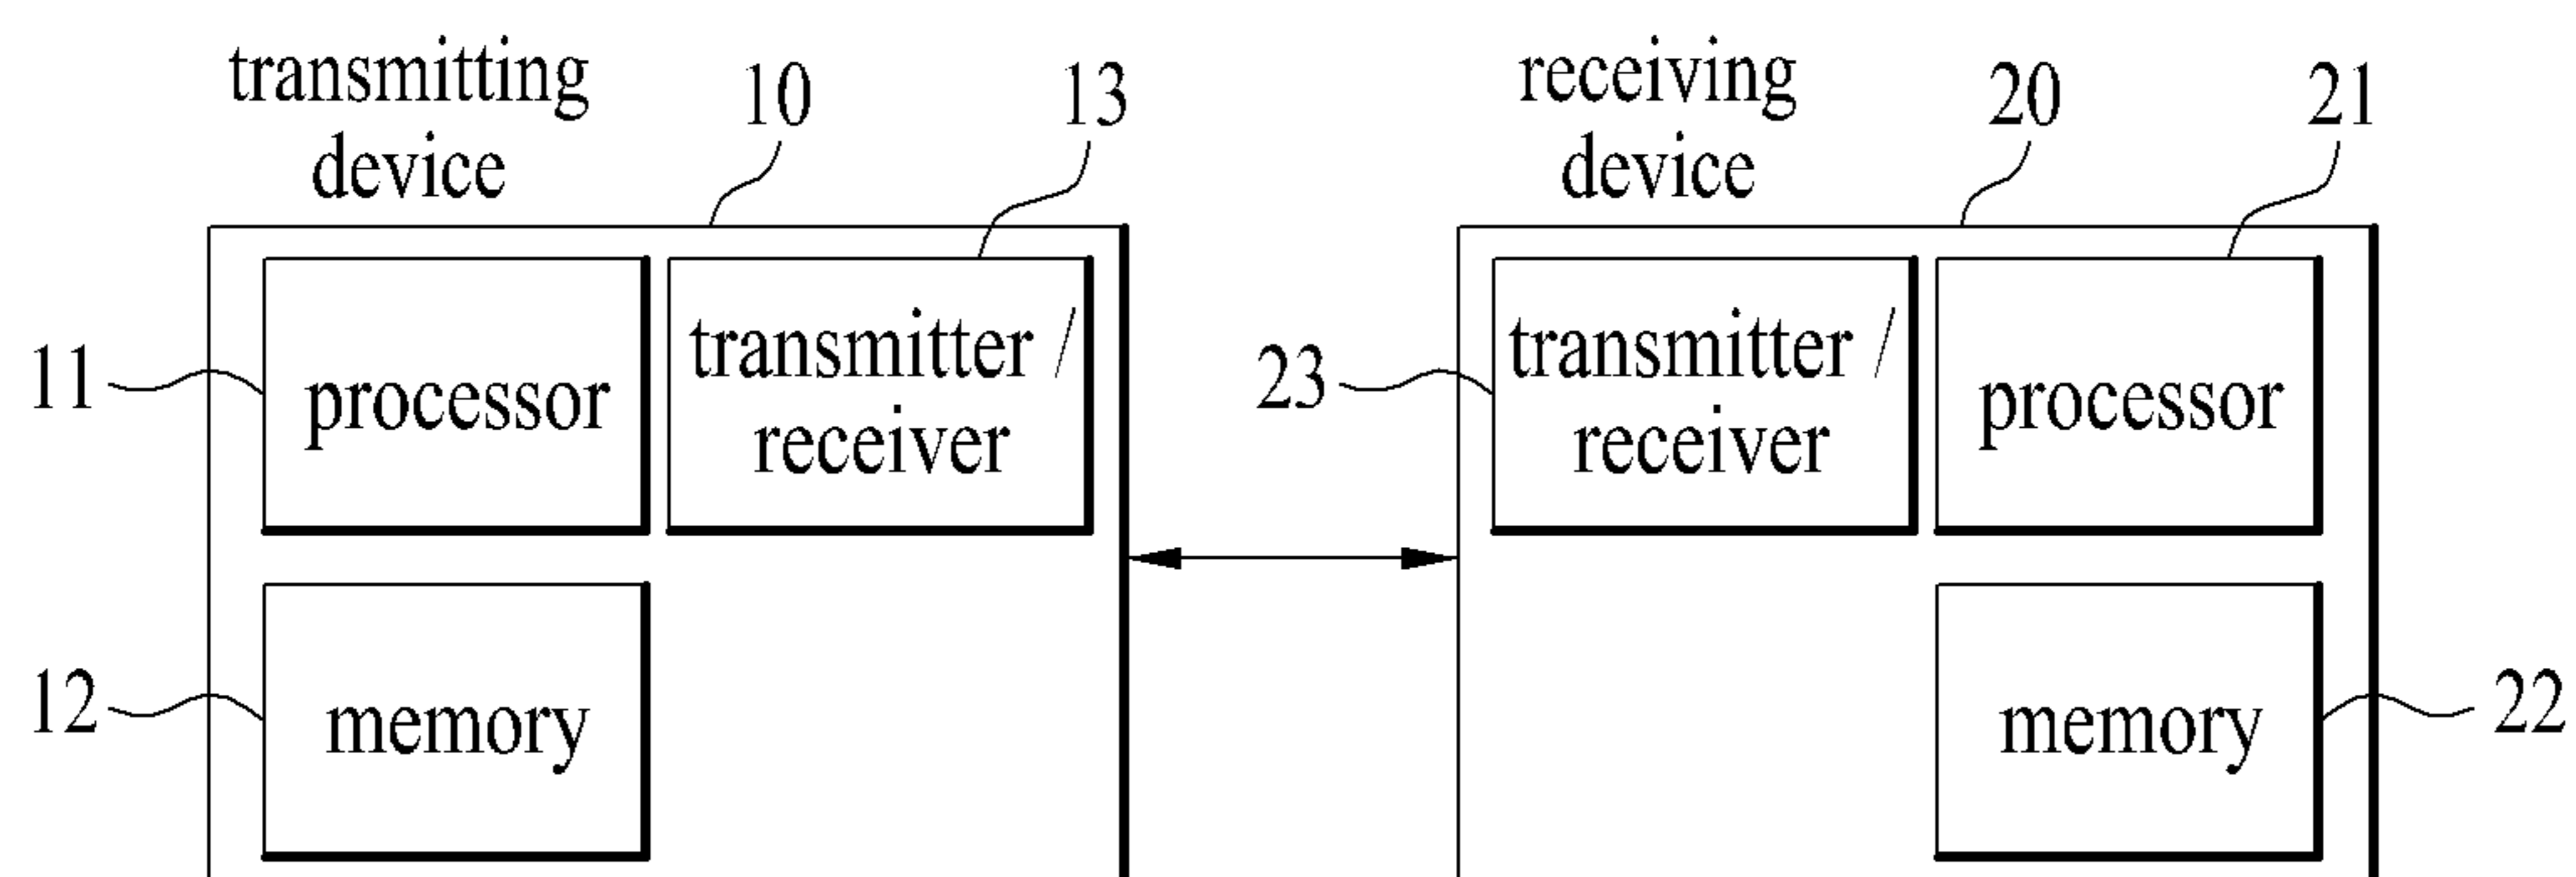 transmitting
device
10
13
receiving
device
20
21
11
processor
transmitter /
receiver
23
transmitter /
receiver
processor
12
memory
memory
22